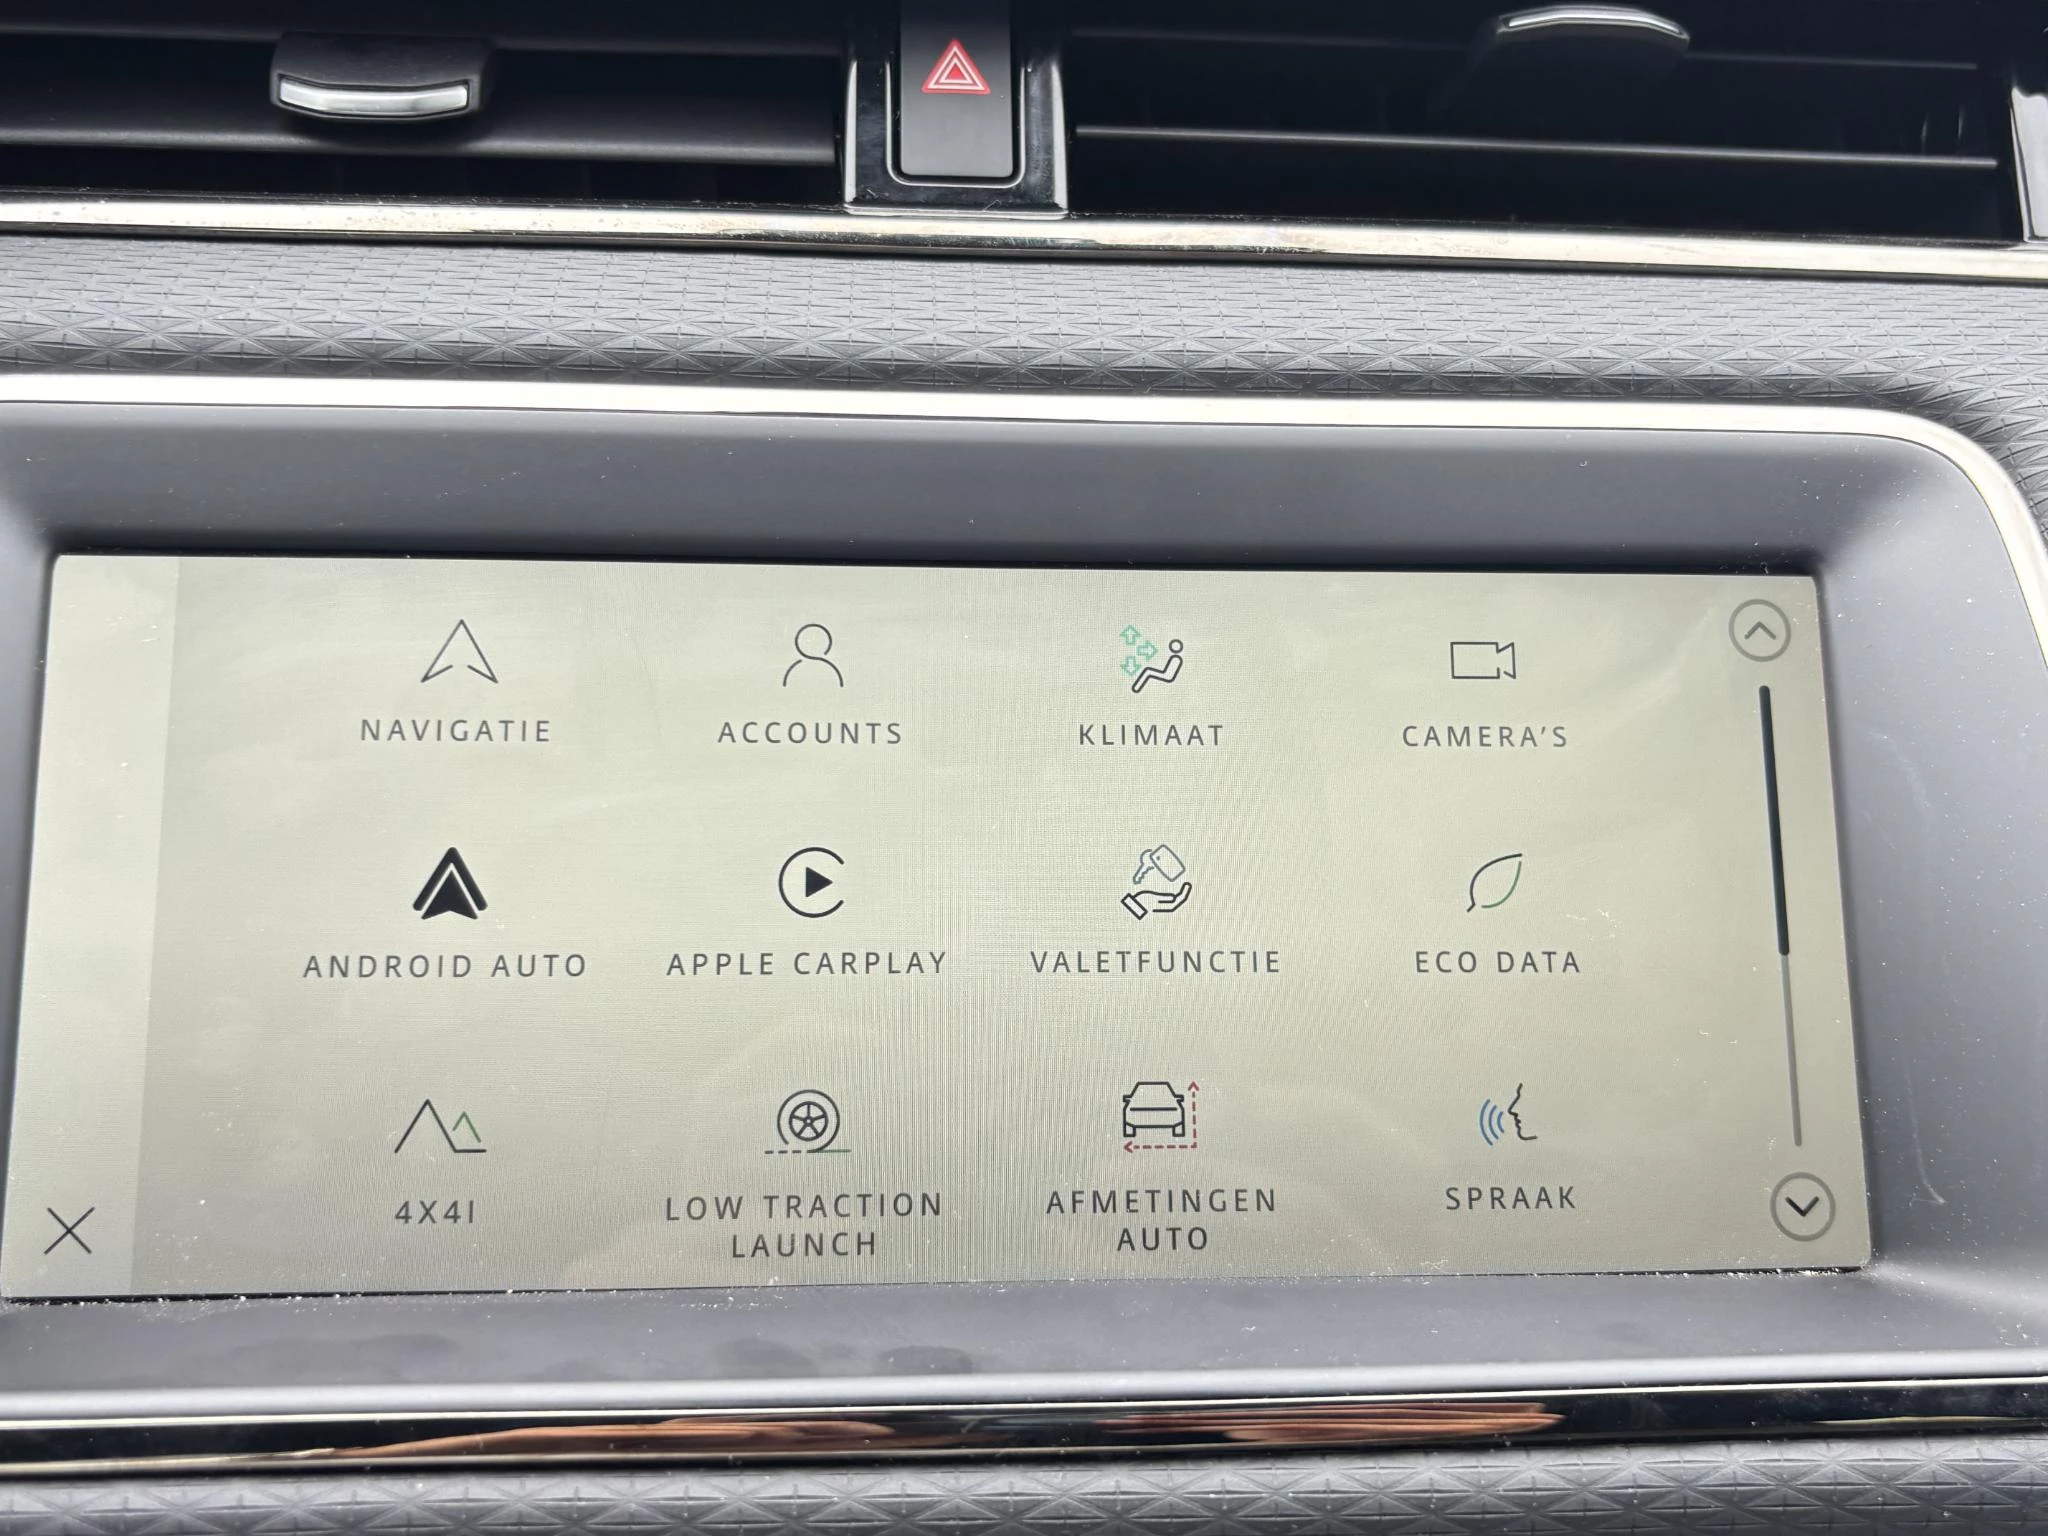 NAVIGATIE
ACCOUNTS
KLIMAAT
CAMERA'S
ANDROID AUTO
APPLE CARPLAY
VALETFUNCTIE
ECO DATA
4X4I
LOW TRACTION
LAUNCH
AFMETINGEN
AUTO
SPRAAK